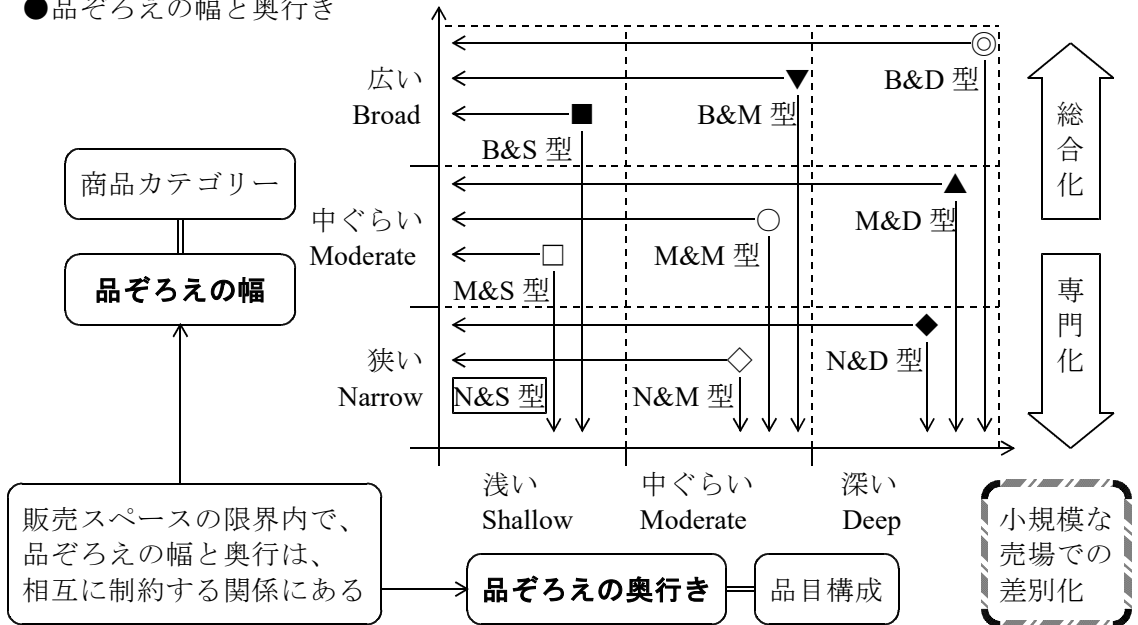 ●品ぞろえの幅と奥行き
広い
Broad
B&D 型
B&M 型
B&S 型
総合化
商品カテゴリー
品ぞろえの幅
中ぐらい
Moderate
M&D 型
M&M 型
M&S 型
専門化
狭い
Narrow
N&D 型
N&M 型
N&S 型
浅い
Shallow
中ぐらい
Moderate
深い
Deep
販売スペースの限界内で、
品ぞろえの幅と奥行は、
相互に制約する関係にある
品ぞろえの奥行き
品目構成
小規模な
売場での
差別化